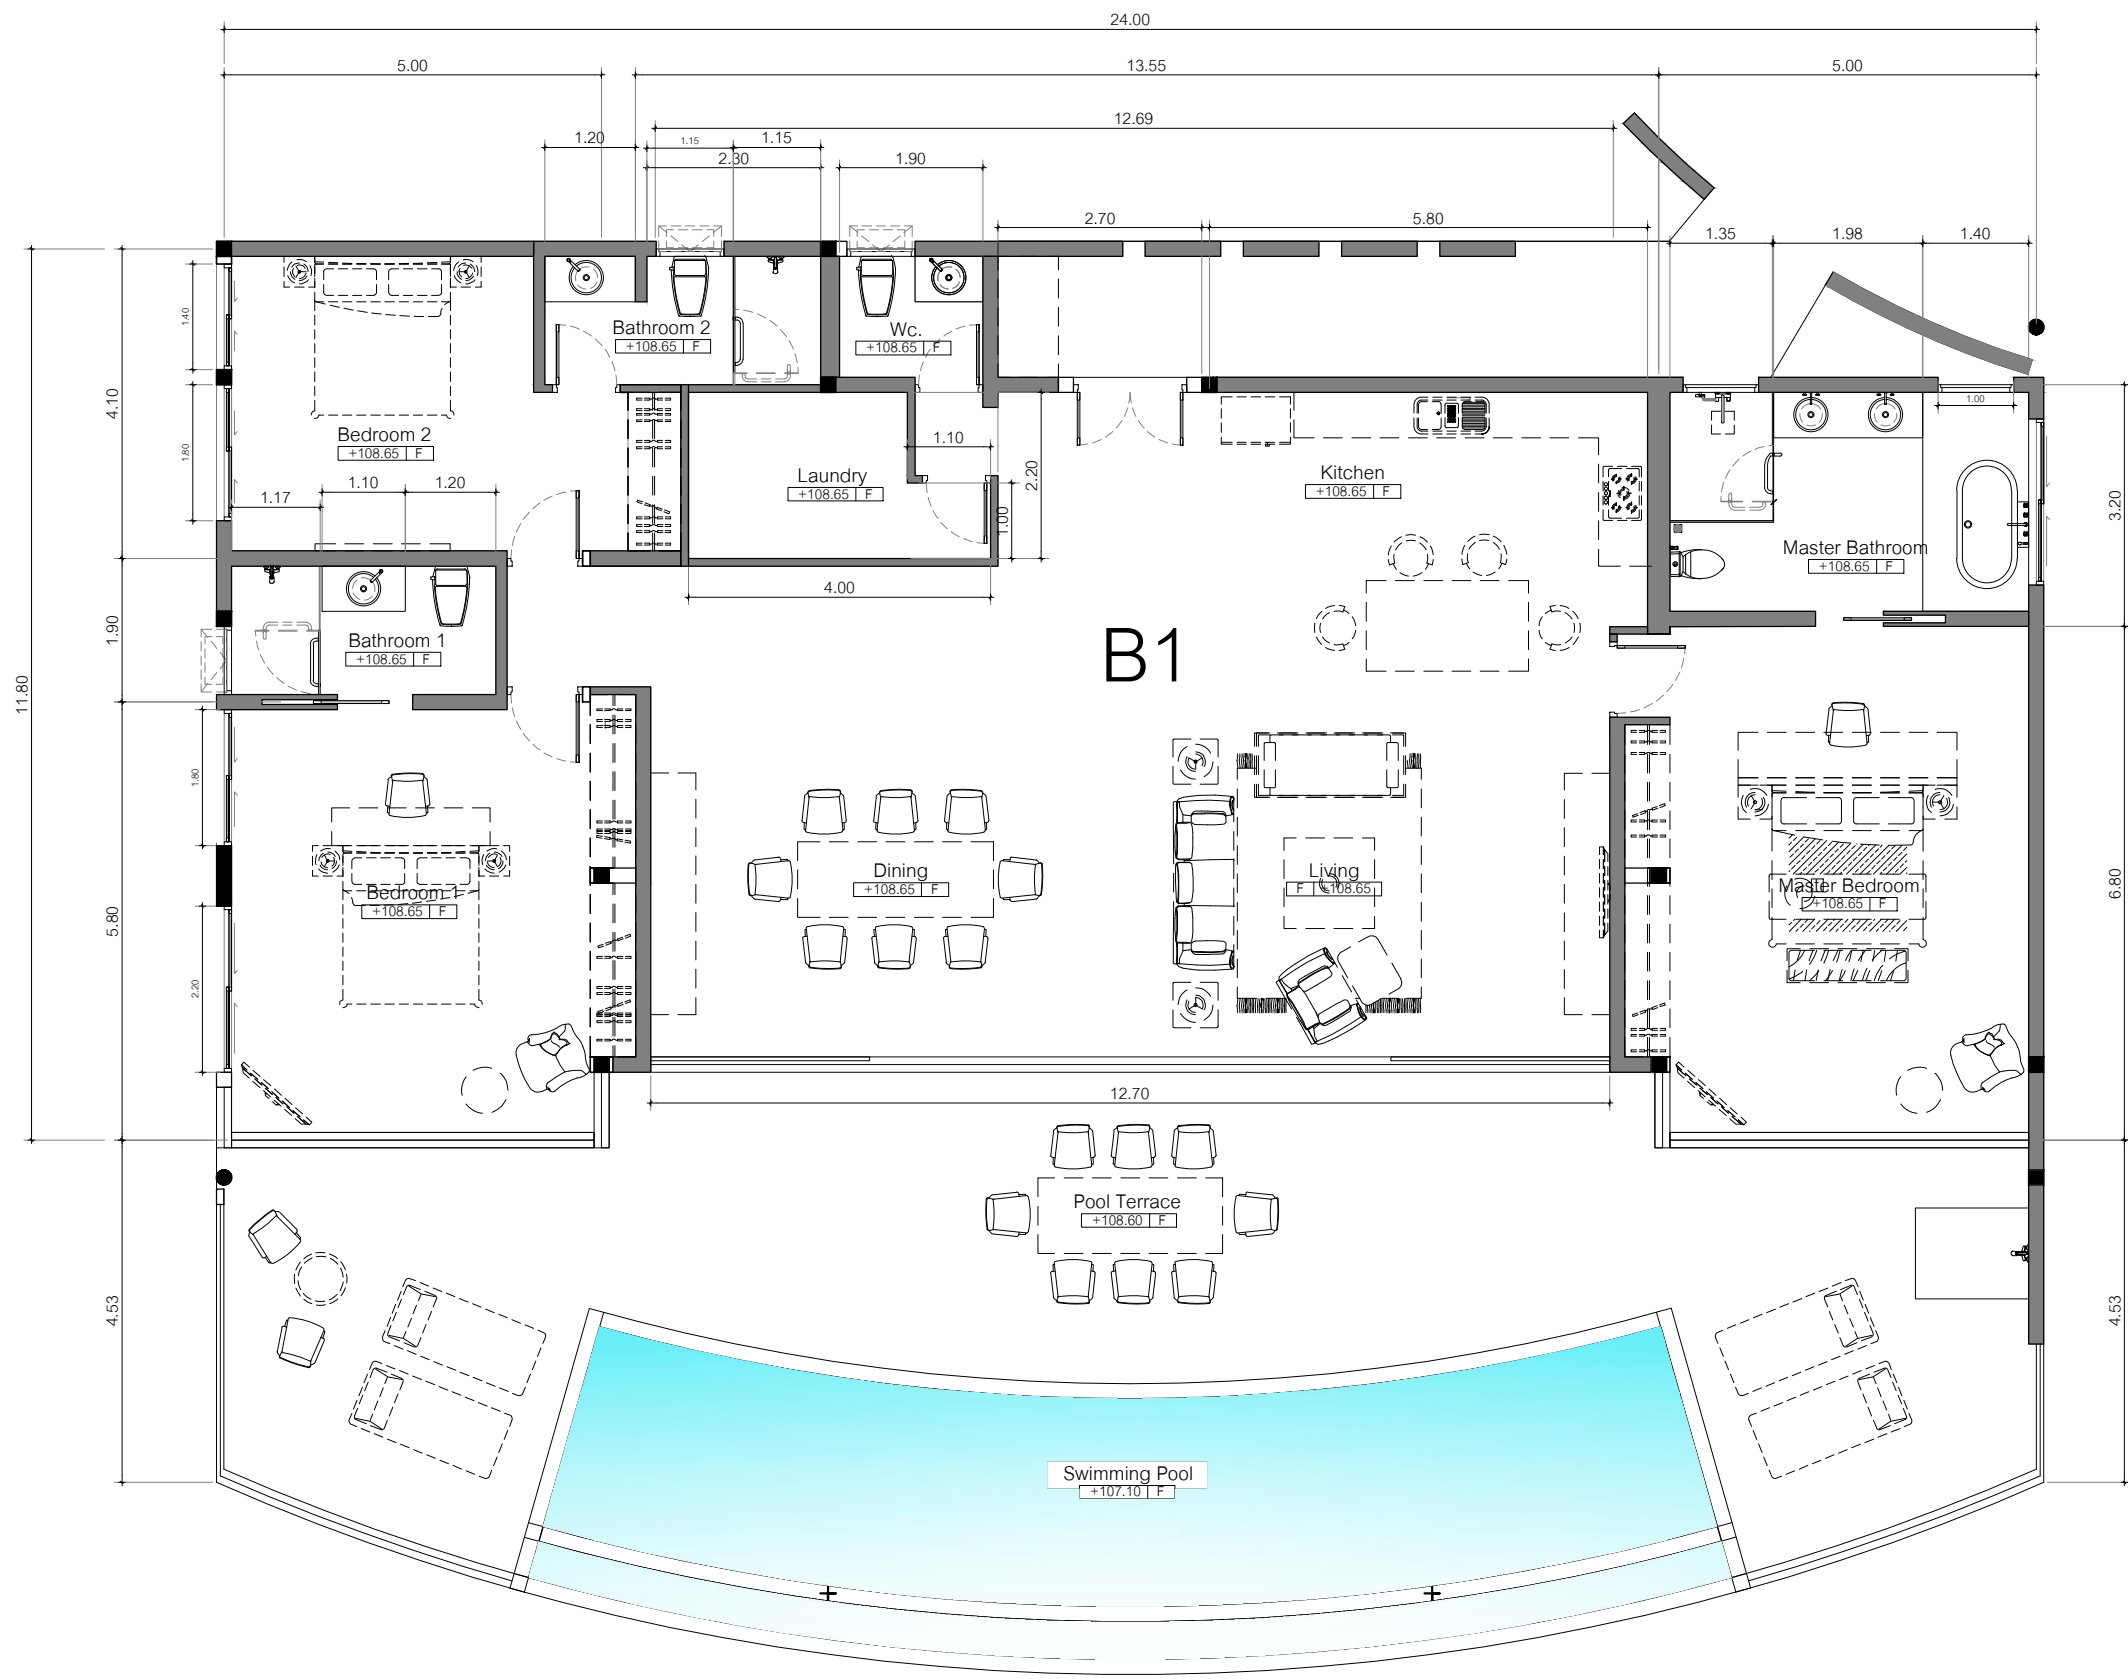 24.00
5.00
13.55
5.00
12.69
1.20
1.15
1.15
2.30
1.90
2.70
5.80
1.35
1.98
1.40
1.40
Bathroom 2
+108.65 F
Wc.
+108.65 F
4.10
1.80
Bedroom 2
+108.65 F
1.10
2.20
1.00
Laundry
+108.65 F
Kitchen
+108.65 F
1.17
1.10
1.20
1.00
3.20
Master Bathroom
+108.65 F
4.00
11.80
1.90
Bathroom 1
+108.65 F
B1
1.80
Dining
+108.65 F
Living
F +108.65
Bedroom 1
+108.65 F
Master Bedroom
+108.65 F
5.80
6.80
2.20
12.70
Pool Terrace
+108.60 F
4.53
4.53
Swimming Pool
+107.10 F